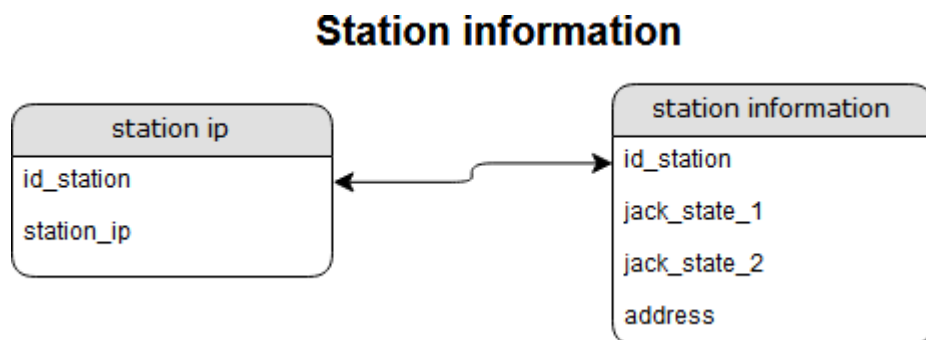 Station information
station ip
id_station
station_ip
station information
id_station
jack_state_1
jack_state_2
address